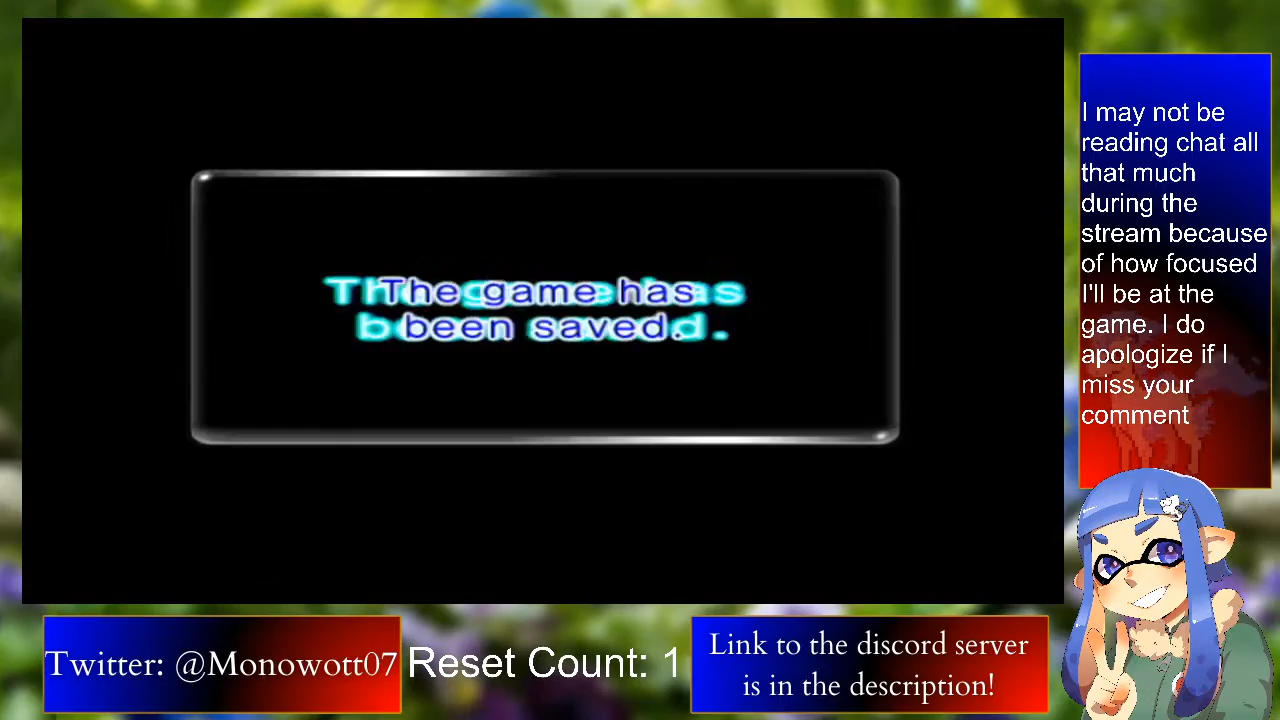 The game has
been saved.
I may not be
reading chat all
that much
during the
stream because
of how focused
I'll be at the
game. I do
apologize if I
miss your
comment
Twitter: @Monowott07
Reset Count: 1
Link to the discord server
is in the description!